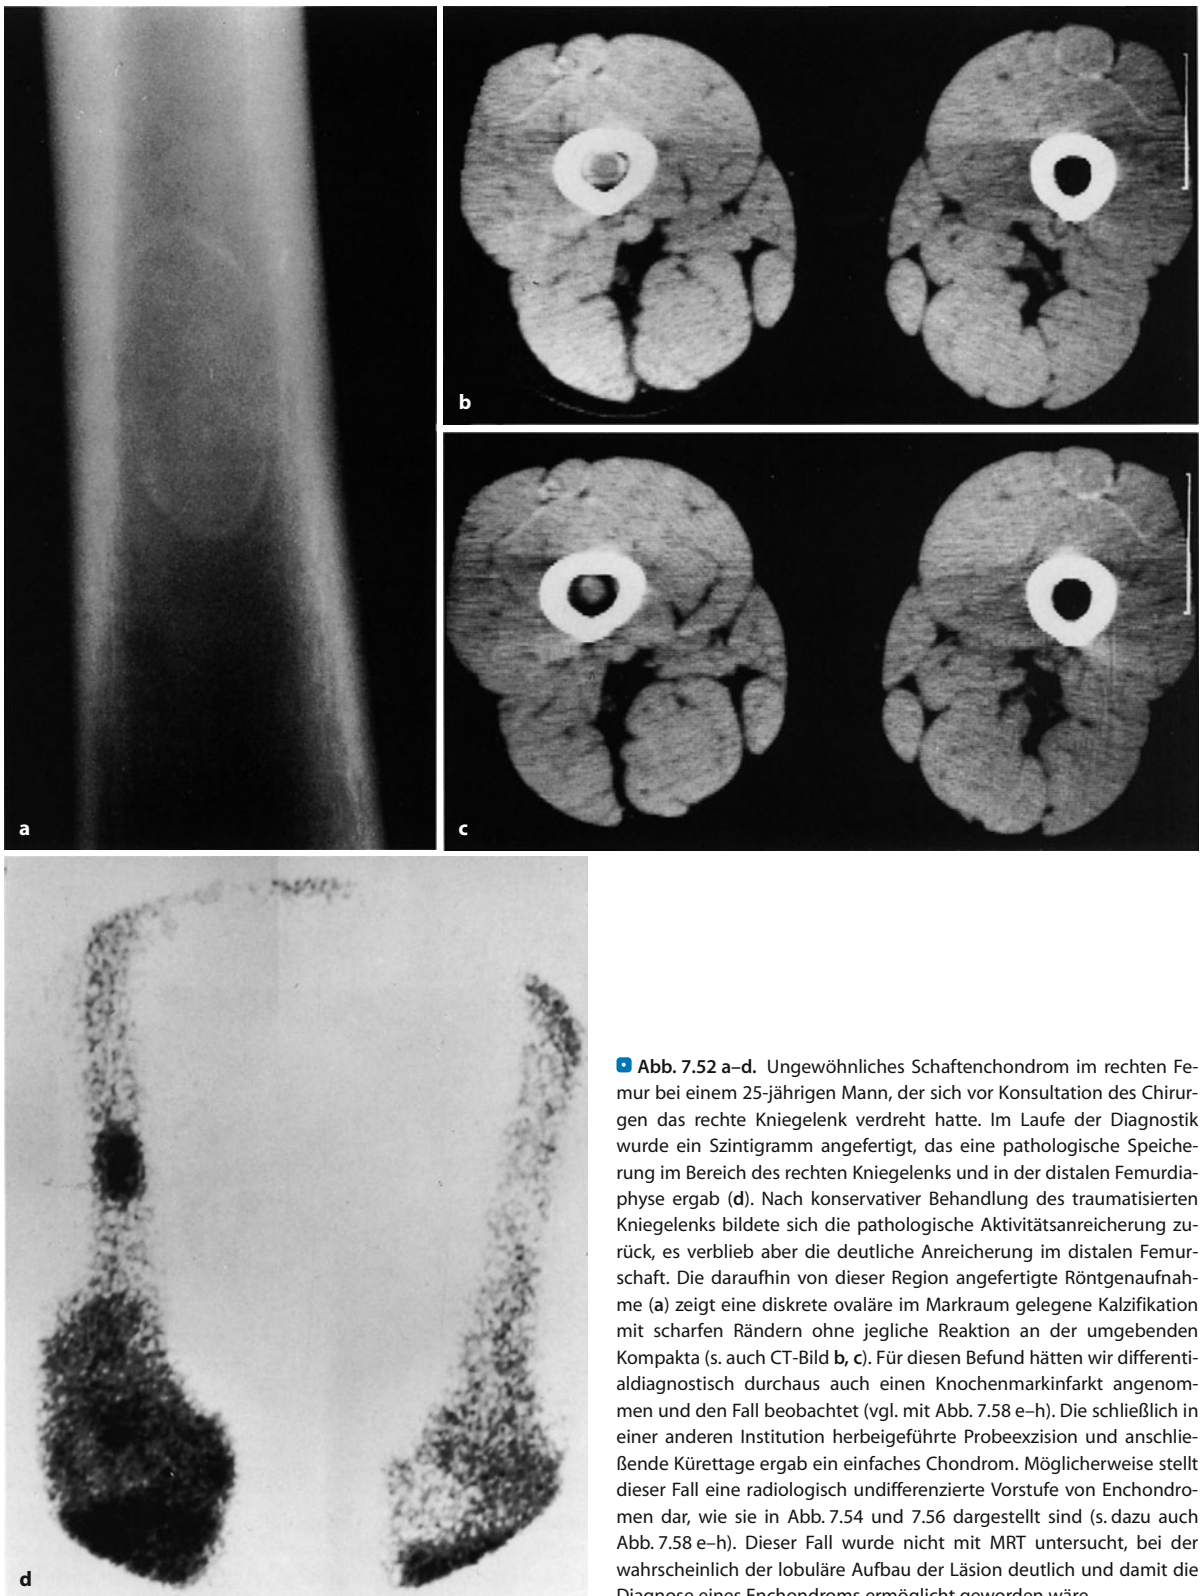 a
b
c
d
Abb. 7.52 a–d. Ungewöhnliches Schaftenchondrom im rechten Fe-
mur bei einem 25-jährigen Mann, der sich vor Konsultation des Chirur-
gen das rechte Kniegelenk verdreht hatte. Im Laufe der Diagnostik
wurde ein Szintigramm angefertigt, das eine pathologische Speiche-
rung im Bereich des rechten Kniegelenks und in der distalen Femurdia-
physe ergab (d). Nach konservativer Behandlung des traumatisierten
Kniegelenks bildete sich die pathologische Aktivitätsanreicherung zu-
rück, es verblieb aber die deutliche Anreicherung im distalen Femur-
schaft. Die daraufhin von dieser Region angefertigte Röntgenaufnah-
me (a) zeigt eine diskrete ovaläre im Markraum gelegene Kalzifikation
mit scharfen Rändern ohne jegliche Reaktion an der umgebenden
Kompakta (s. auch CT-Bild b, c). Für diesen Befund hätten wir differenti-
aldiagnostisch durchaus auch einen Knochenmarkinfarkt angenom-
men und den Fall beobachtet (vgl. mit Abb. 7.58 e–h). Die schließlich in
einer anderen Institution herbeigeführte Probeexzision und anschlie-
ßende Kürettage ergab ein einfaches Chondrom. Möglicherweise stellt
dieser Fall eine radiologisch undifferenzierte Vorstufe von Enchondro-
men dar, wie sie in Abb. 7.54 und 7.56 dargestellt sind (s. dazu auch
Abb. 7.58 e–h). Dieser Fall wurde nicht mit MRT untersucht, bei der
wahrscheinlich der lobuläre Aufbau der Läsion deutlich und damit die
Diagnose eines Enchondroms ermöglicht geworden wäre